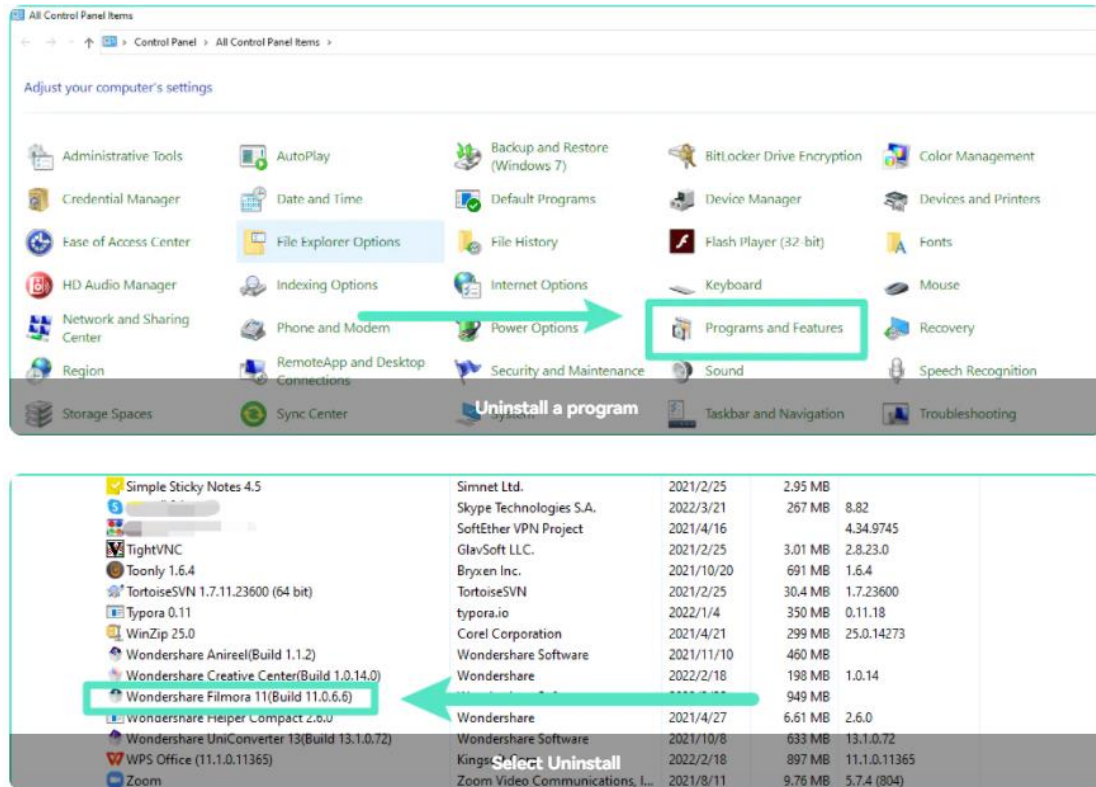 All Control Panel Items
Control Panel > All Control Panel Items >
Adjust your computer's settings
Administrative Tools
AutoPlay
Backup and Restore
(Windows 7)
BitLocker Drive Encryption
Color Management
Credential Manager
Date and Time
Default Programs
Device Manager
Devices and Printers
Ease of Access Center
File Explorer Options
File History
Flash Player (32-bit)
Fonts
HD Audio Manager
Indexing Options
Internet Options
Keyboard
Mouse
Network and Sharing
Center
Phone and Modem
Power Options
Programs and Features
Recovery
Region
RemoteApp and Desktop
Connections
Security and Maintenance
Sound
Speech Recognition
Storage Spaces
Sync Center
System
Uninstall a program
Taskbar and Navigation
Troubleshooting
Simple Sticky Notes 4.5 Simnet Ltd. 2021/2/25 2.95 MB
Skype Technologies S.A. 2022/3/21 267 MB 8.82
SoftEther VPN Project 2021/4/16 4.34.9745
TightVNC GlavSoft LLC. 2021/2/25 3.01 MB 2.8.23.0
Toonly 1.6.4 Bryxen Inc. 2021/10/20 691 MB 1.6.4
TortoiseSVN 1.7.11.23600 (64 bit) TortoiseSVN 2021/2/25 30.4 MB 1.7.23600
Typora 0.11 typora.io 2022/1/4 350 MB 0.11.18
WinZip 25.0 Corel Corporation 2021/4/21 299 MB 25.0.14273
Wondershare Anireel(Build 1.1.2) Wondershare Software 2021/11/10 460 MB
Wondershare Creative Center(Build 1.0.14.0) Wondershare 2022/2/18 198 MB 1.0.14
Wondershare Filmora 11(Build 11.0.6.6) 949 MB
Wondershare Helper Compact 2.6.0 Wondershare 2021/4/27 6.61 MB 2.6.0
Wondershare UniConverter 13(Build 13.1.0.72) Wondershare Software 2021/10/8 633 MB 13.1.0.72
WPS Office (11.1.0.11365) 2022/2/18 897 MB 11.1.0.11365
Select Uninstall
Zoom Zoom Video Communications, I... 2021/8/11 9.76 MB 5.7.4 (804)